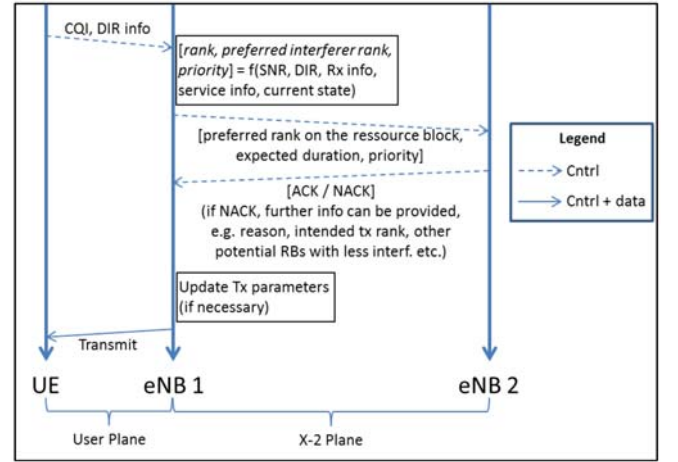 CQI, DIR info
[rank, preferred interferer rank,
priority] = f(SNR, DIR, Rx info,
service info, current state)
[preferred rank on the ressource block,
expected duration, priority]
Legend
Cntrl
Cntrl + data
[ACK / NACK]
(if NACK, further info can be provided,
e.g. reason, intended tx rank, other
potential RBs with less interf. etc.)
Update Tx parameters
(if necessary)
Transmit
UE
eNB 1
eNB 2
User Plane
X-2 Plane